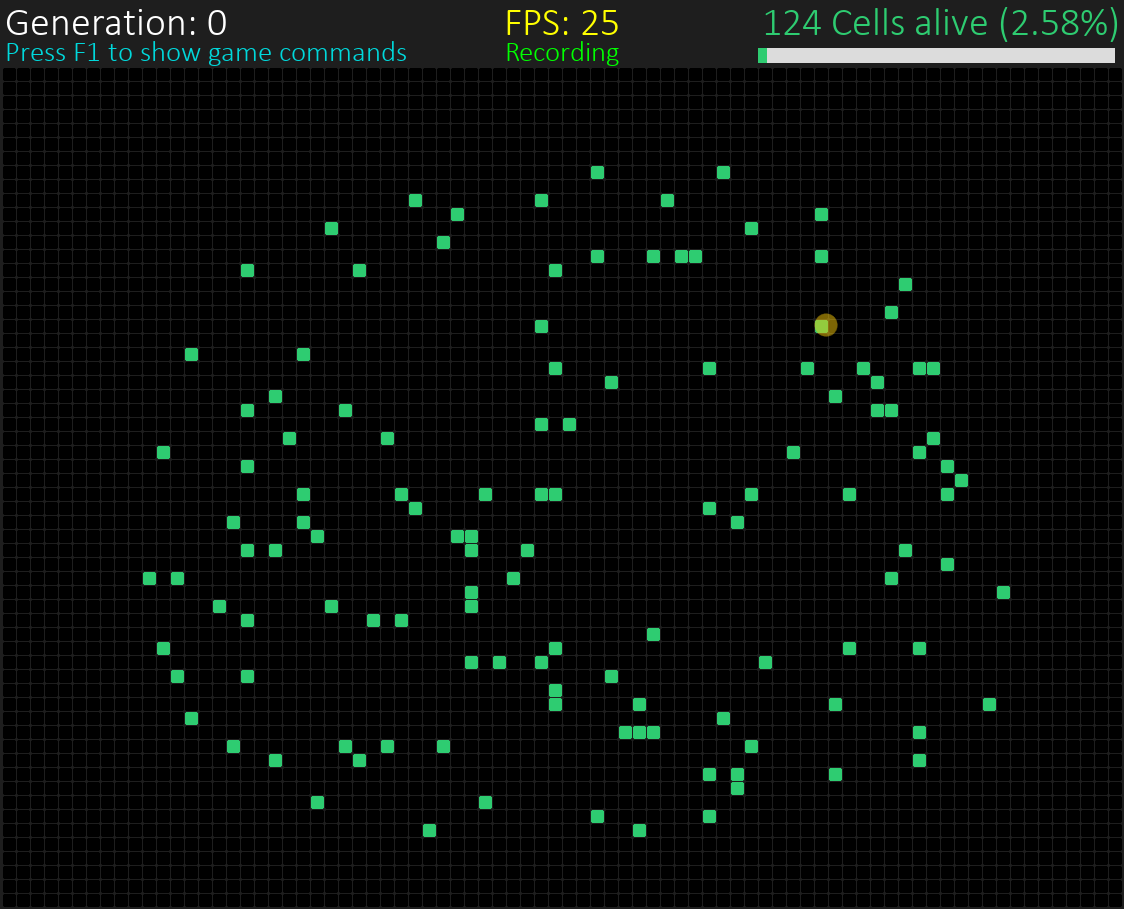 Generation: 0
Press F1 to show game commands
FPS: 25
Recording
124 Cells alive (2.58%)